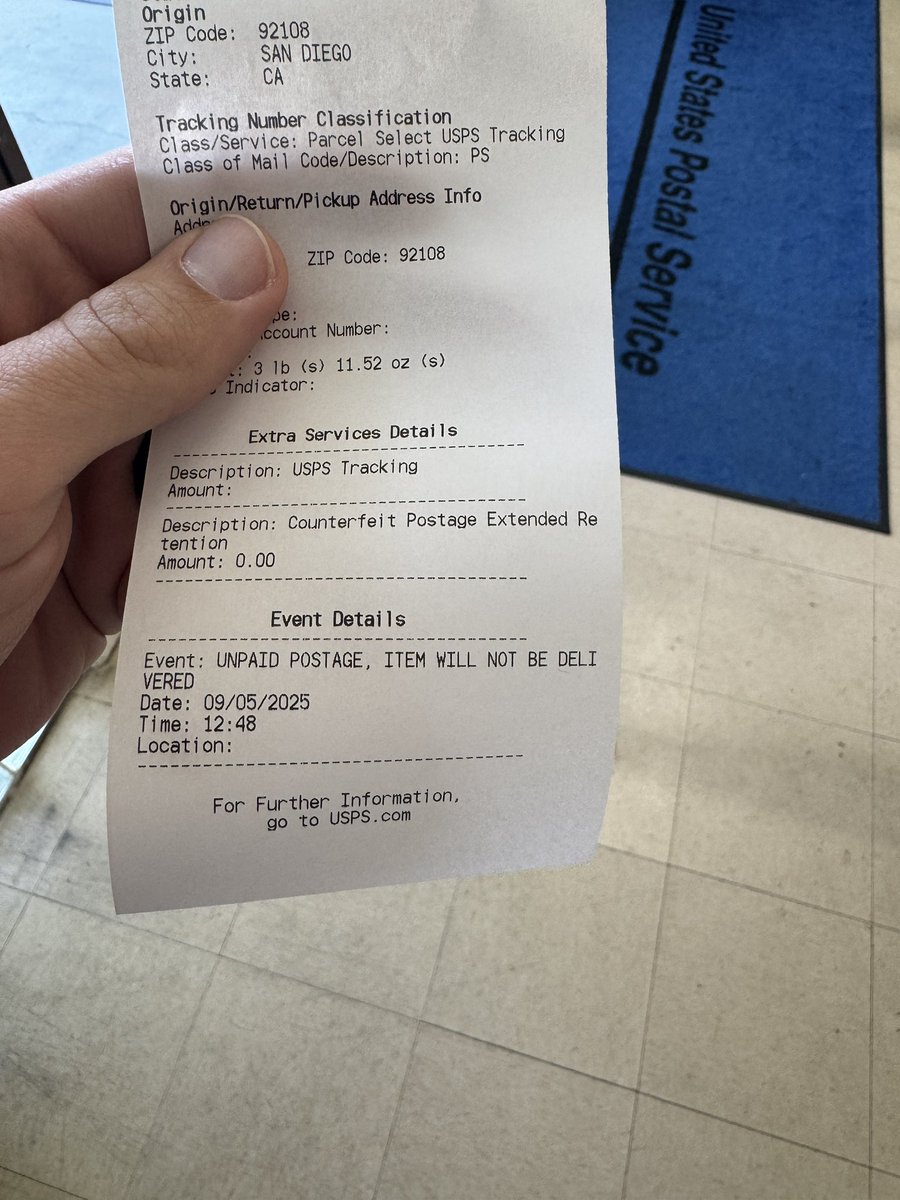 Origin
ZIP Code: 92108
City: SAN DIEGO
State: CA
Tracking Number Classification
Class/Service: Parcel Select USPS Tracking
Class of Mail Code/Description: PS
Origin/Return/Pickup Address Info
ZIP Code: 92108
pe:
ccount Number:
: 3 lb (s) 11.52 oz (s)
Indicator:
Extra Services Details
Description: USPS Tracking
Amount:
Description: Counterfeit Postage Extended Re
tention
Amount: 0.00
Event Details
Event: UNPAID POSTAGE, ITEM WILL NOT BE DELI
VERED
Date: 09/05/2025
Time: 12:48
Location:
For Further Information,
go to USPS.com
United States Postal Service